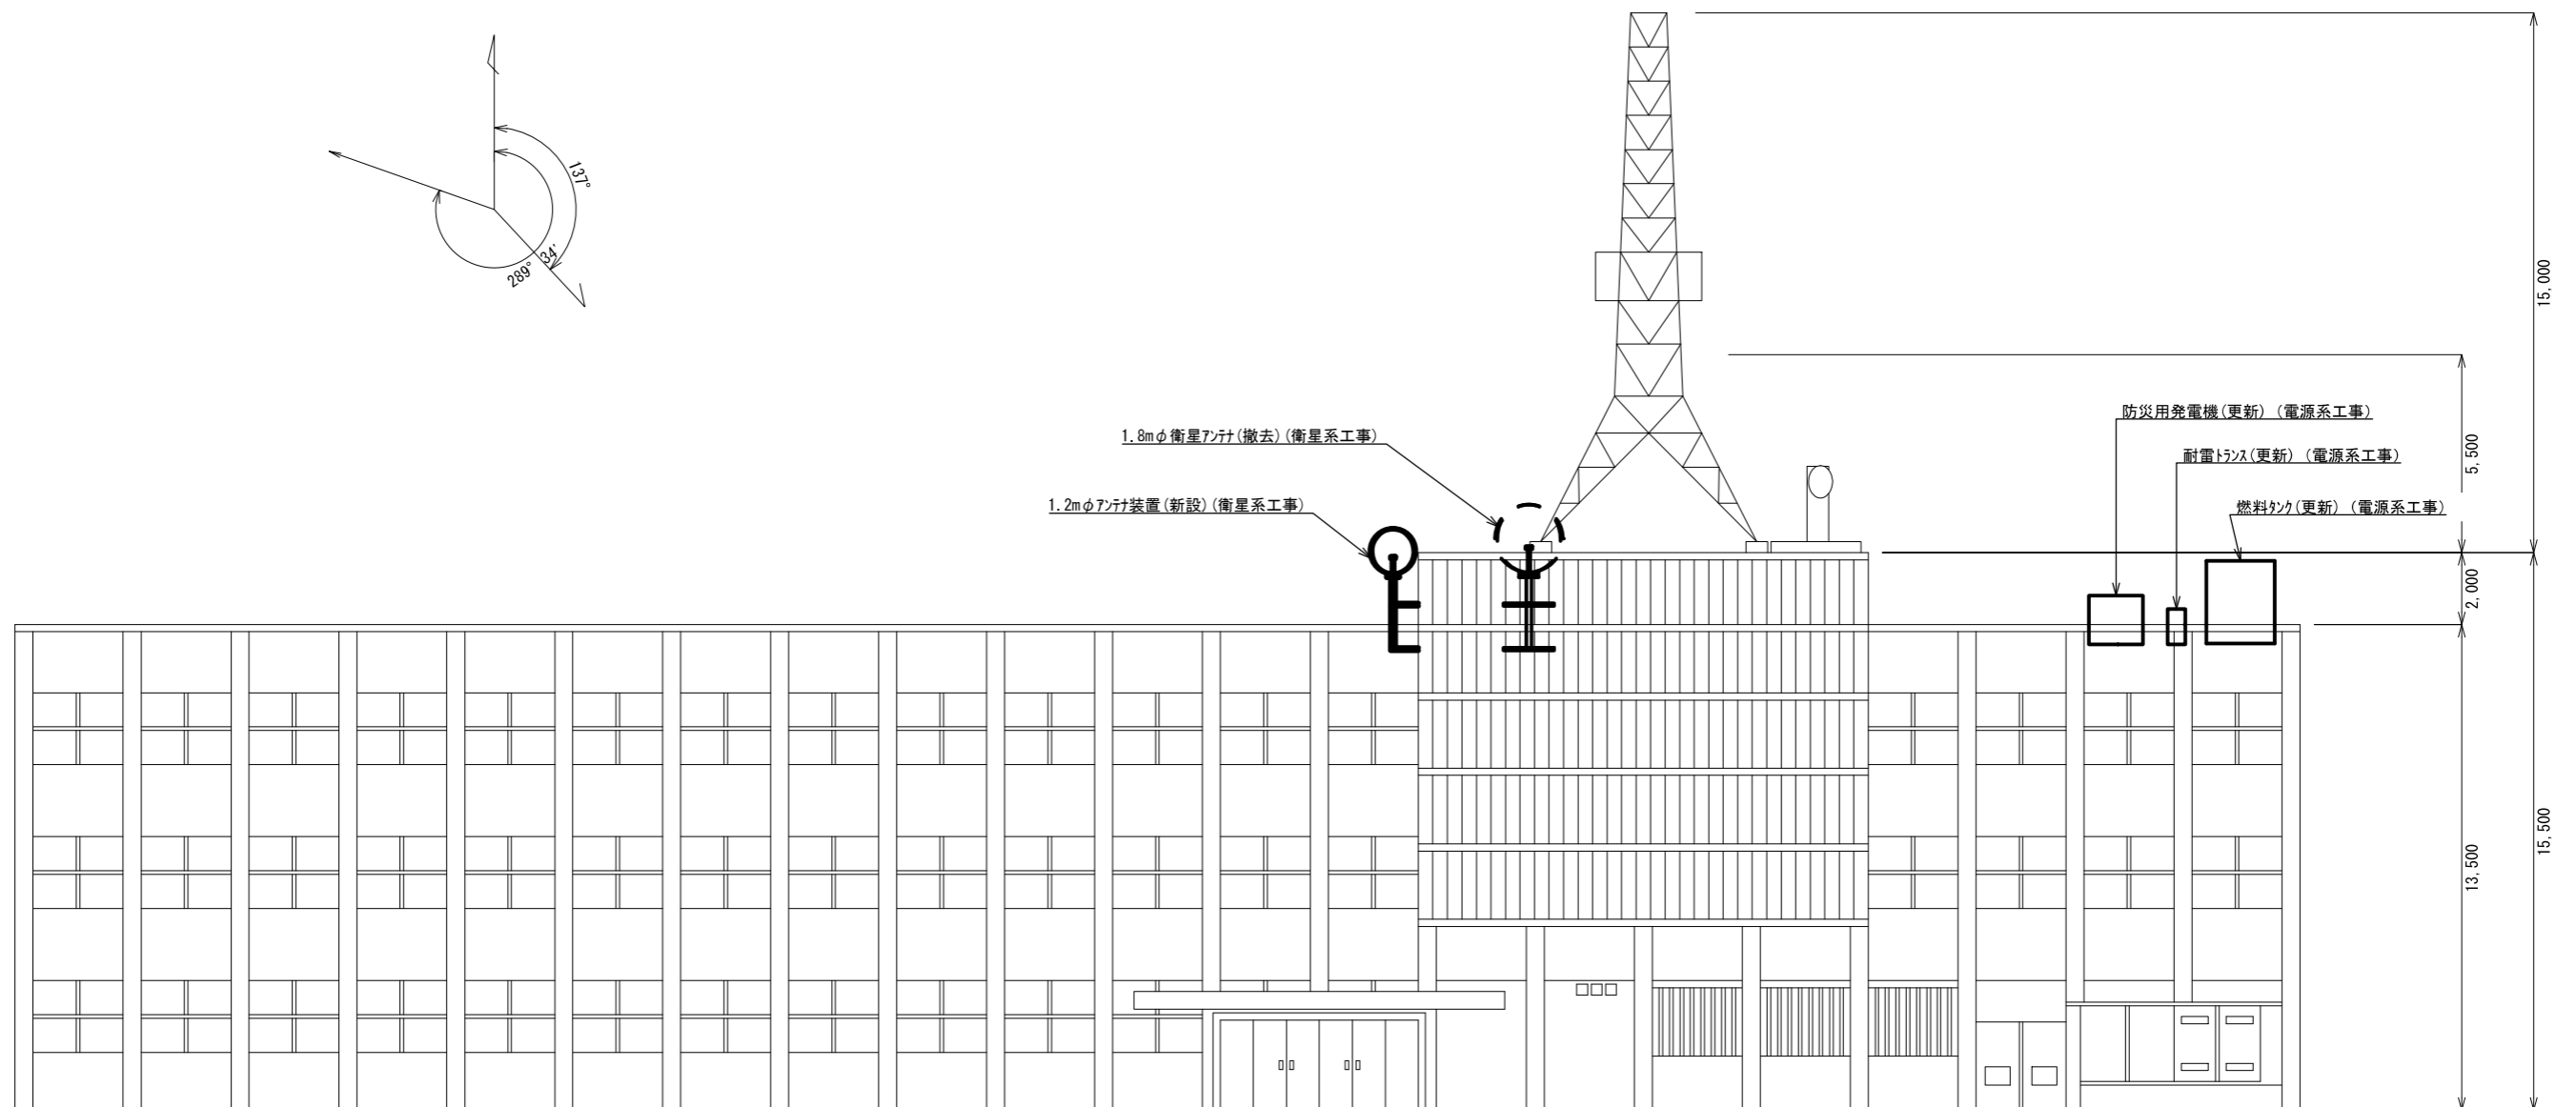 137°
289° 34'
15,000
防災用発電機(更新) (電源系工事)
1.8mφ衛星ｱﾝﾃﾅ(撤去)(衛星系工事)
5,500
耐雷ﾄﾗﾝｽ(更新) (電源系工事)
1.2mφｱﾝﾃﾅ装置(新設)(衛星系工事)
燃料ﾀﾝｸ(更新) (電源系工事)
2,000
15,500
13,500